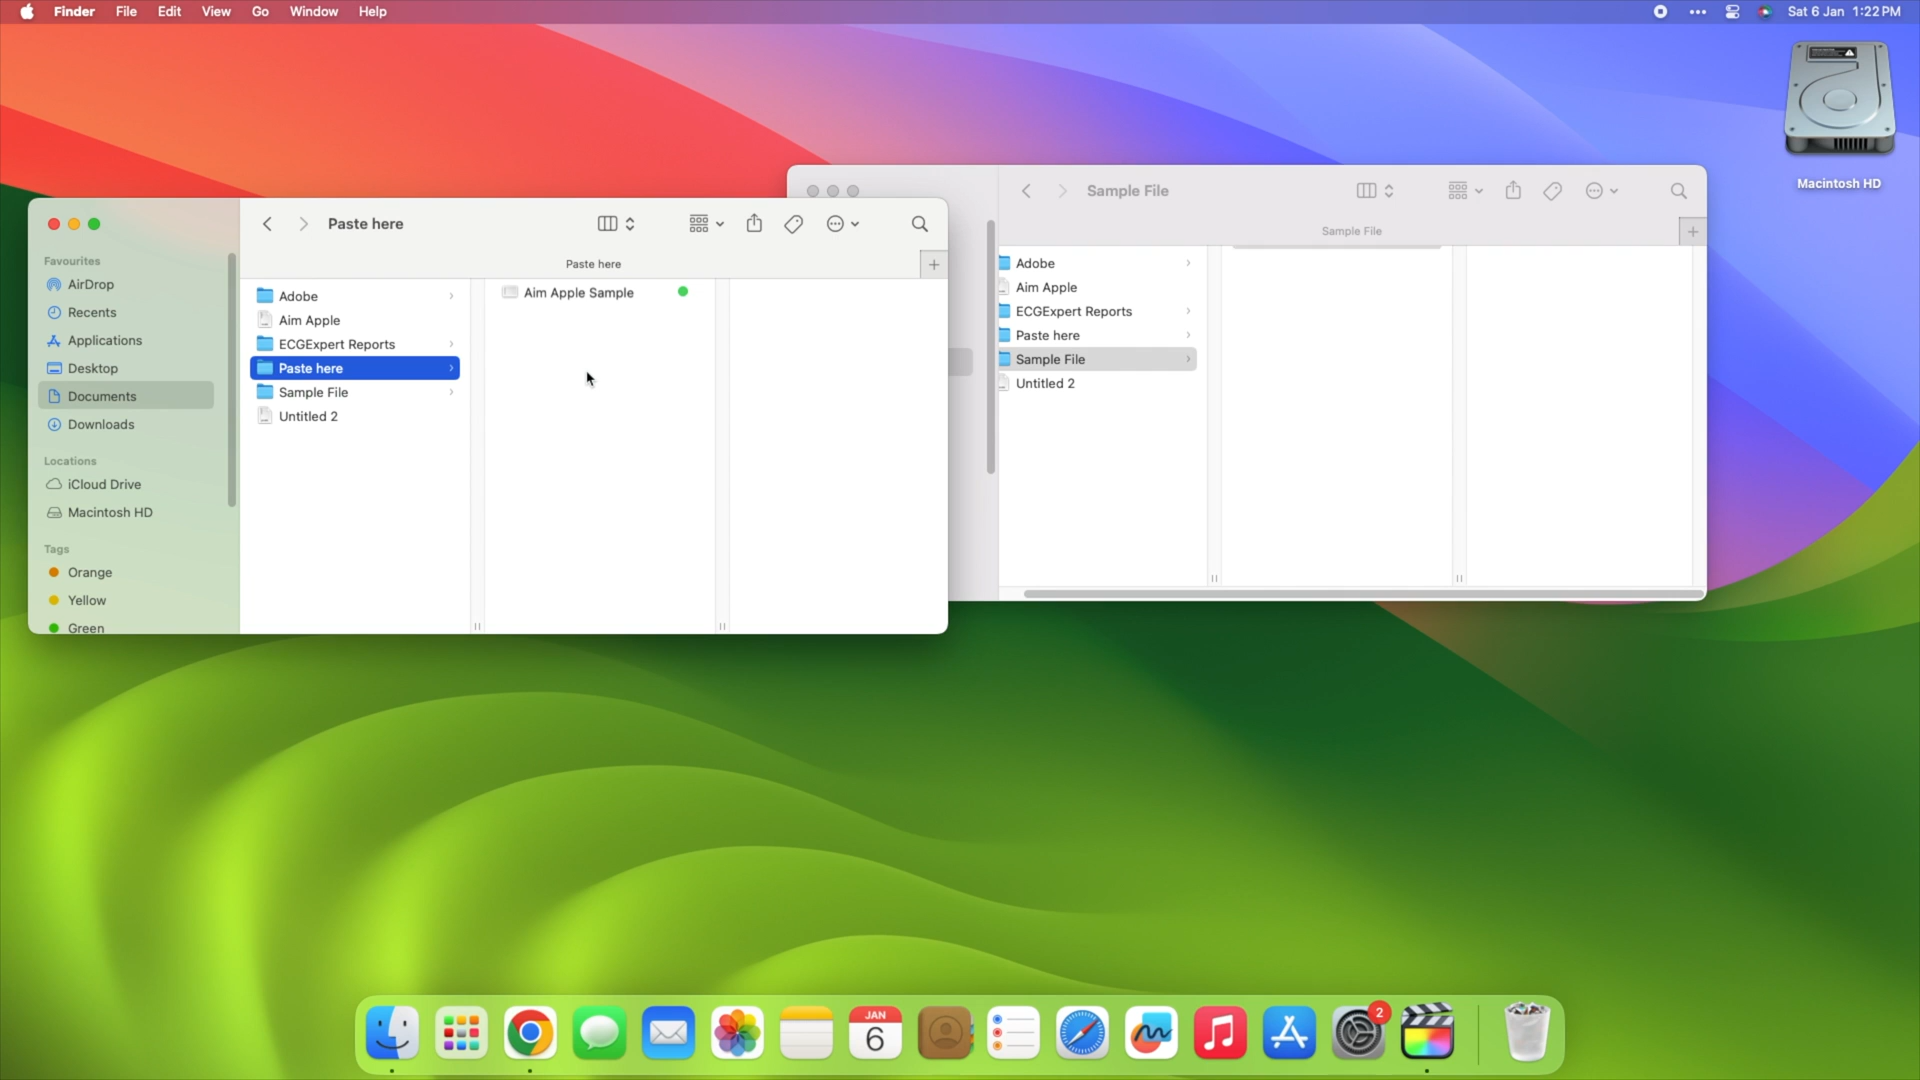 Finder File Edit View Go Window Help
Sat 6 Jan 1:22 PM
Macintosh HD
Paste here
Paste here
Favourites
AirDrop
Recents
Applications
Desktop
Documents
Downloads
Locations
iCloud Drive
Macintosh HD
Tags
Orange
Yellow
Green
Adobe
Aim Apple
ECGExpert Reports
Paste here
Sample File
Untitled 2
Aim Apple Sample
Sample File
Sample File
Adobe
Aim Apple
ECGExpert Reports
Paste here
Sample File
Untitled 2
JAN
6
2